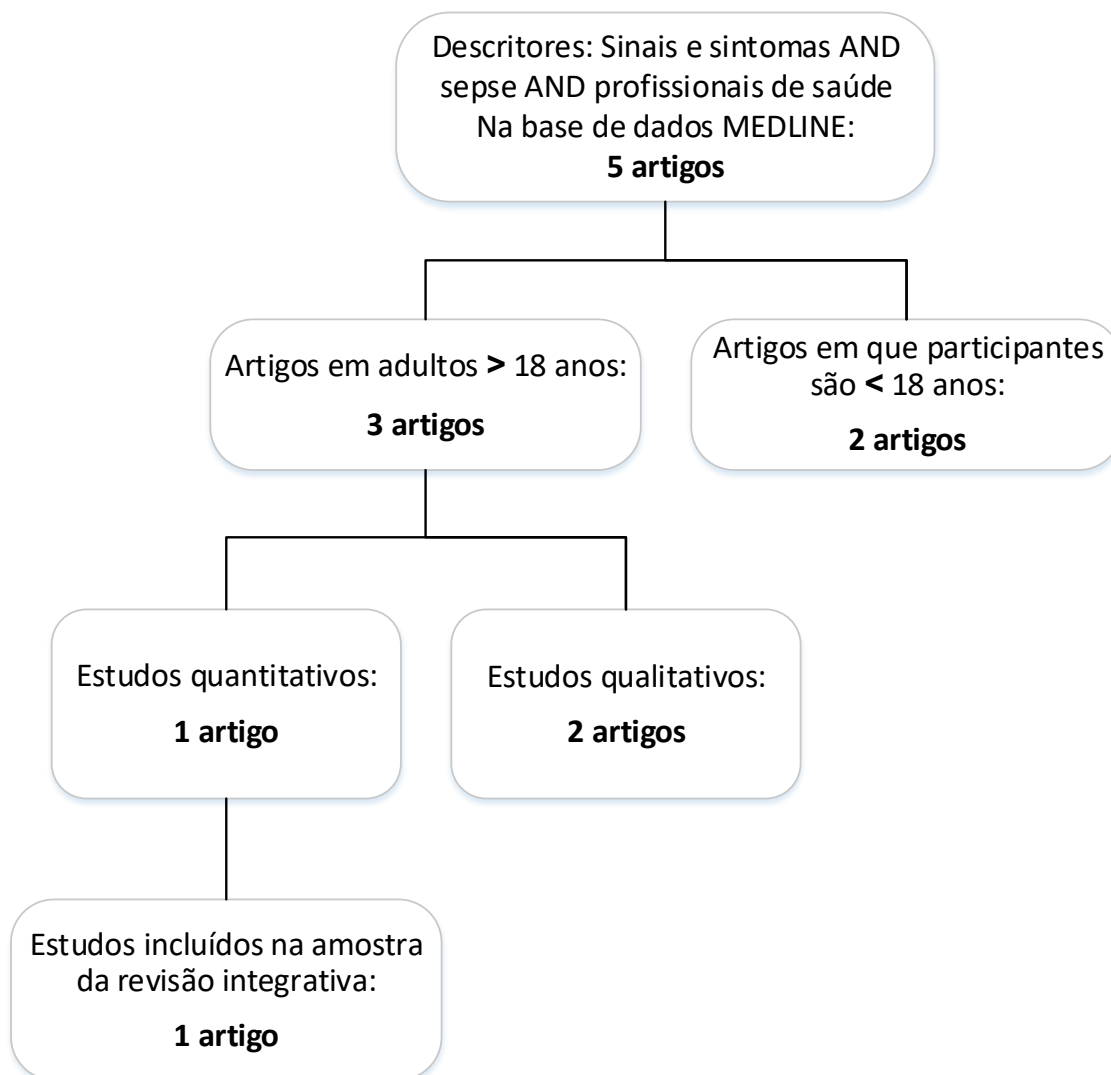 Descritores: Sinais e sintomas AND
sepse AND profissionais de saúde
Na base de dados MEDLINE:
5 artigos
Artigos em adultos > 18 anos:
3 artigos
Artigos em que participantes
são < 18 anos:
2 artigos
Estudos quantitativos:
1 artigo
Estudos qualitativos:
2 artigos
Estudos incluídos na amostra
da revisão integrativa:
1 artigo